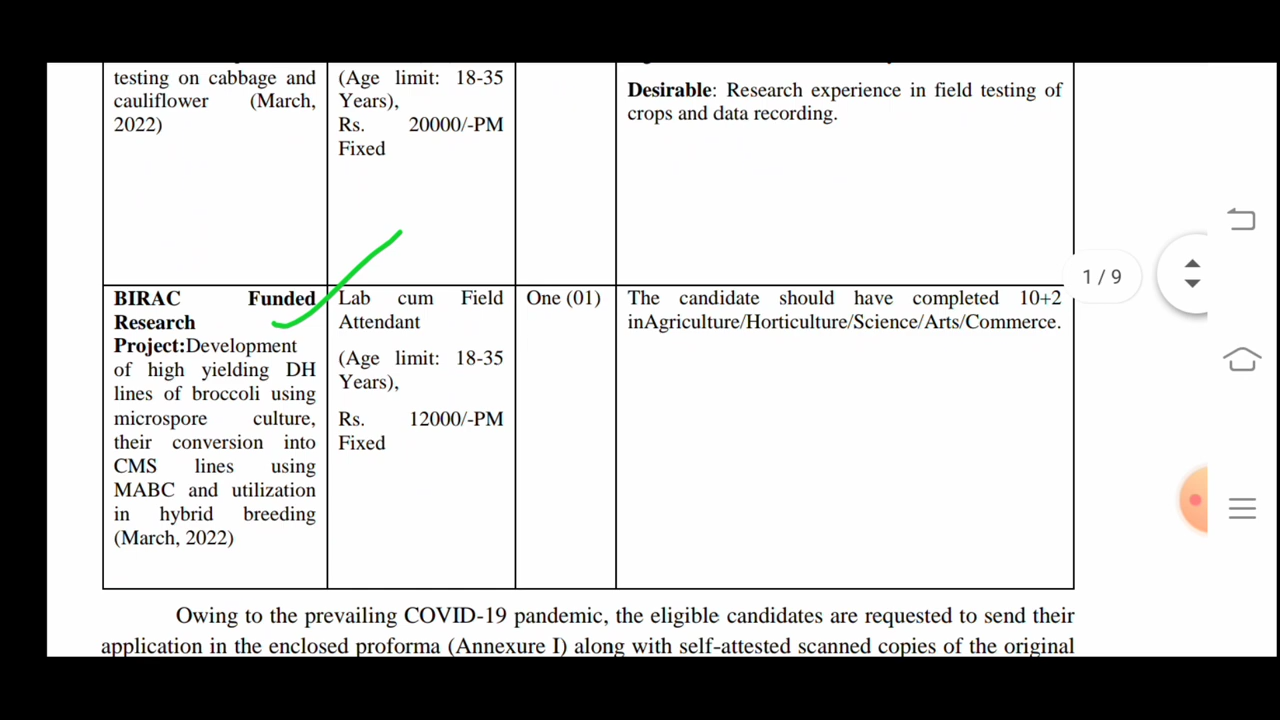 testing on cabbage and
cauliflower (March,
2022)
(Age limit: 18-35
Years),
Rs. 20000/-PM
Fixed
Desirable: Research experience in field testing of
crops and data recording.
BIRAC Funded
Research
Project:Development
of high yielding DH
lines of broccoli using
microspore culture,
their conversion into
CMS lines using
MABC and utilization
in hybrid breeding
(March, 2022)
Lab cum Field
Attendant
(Age limit: 18-35
Years),
Rs. 12000/-PM
Fixed
One (01)
The candidate should have completed 10+2
inAgriculture/Horticulture/Science/Arts/Commerce.
1 / 9
Owing to the prevailing COVID-19 pandemic, the eligible candidates are requested to send their
application in the enclosed proforma (Annexure I) along with self-attested scanned copies of the original